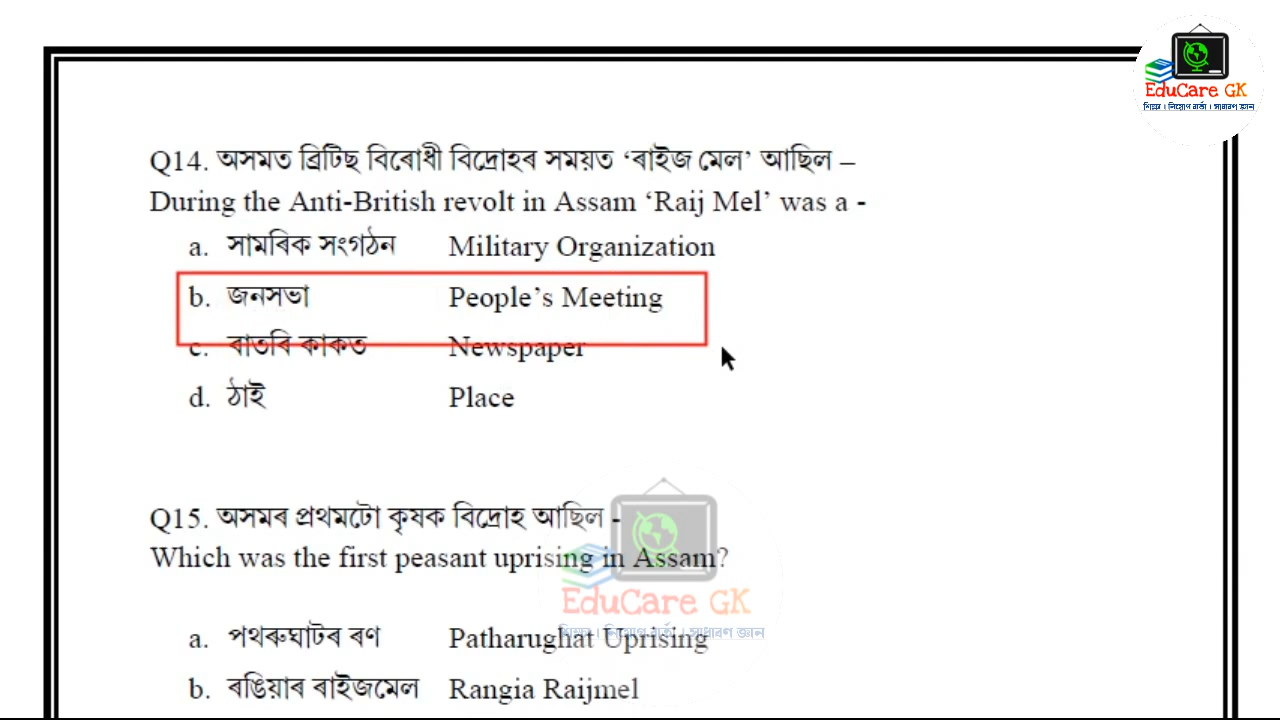 EduCare GK
শিক্ষা । নিয়োগ বাৰ্তা । সাধাৰণ জ্ঞান
Q14. অসমত ব্ৰিটিছ বিৰোধী বিদ্ৰোহৰ সময়ত ‘ৰাইজ মেল’ আছিল –
During the Anti-British revolt in Assam ‘Raij Mel’ was a -
a. সামৰিক সংগঠন Military Organization
b. জনসভা People’s Meeting
c. বাতৰি কাকত Newspaper
d. ঠাই Place
Q15. অসমৰ প্ৰথমটো কৃষক বিদ্ৰোহ আছিল -
Which was the first peasant uprising in Assam?
EduCare GK
শিক্ষা । নিয়োগ বাৰ্তা । সাধাৰণ জ্ঞান
a. পথৰুঘাটৰ ৰণ Patharughat Uprising
b. ৰঙিয়াৰ ৰাইজমেল Rangia Raijmel